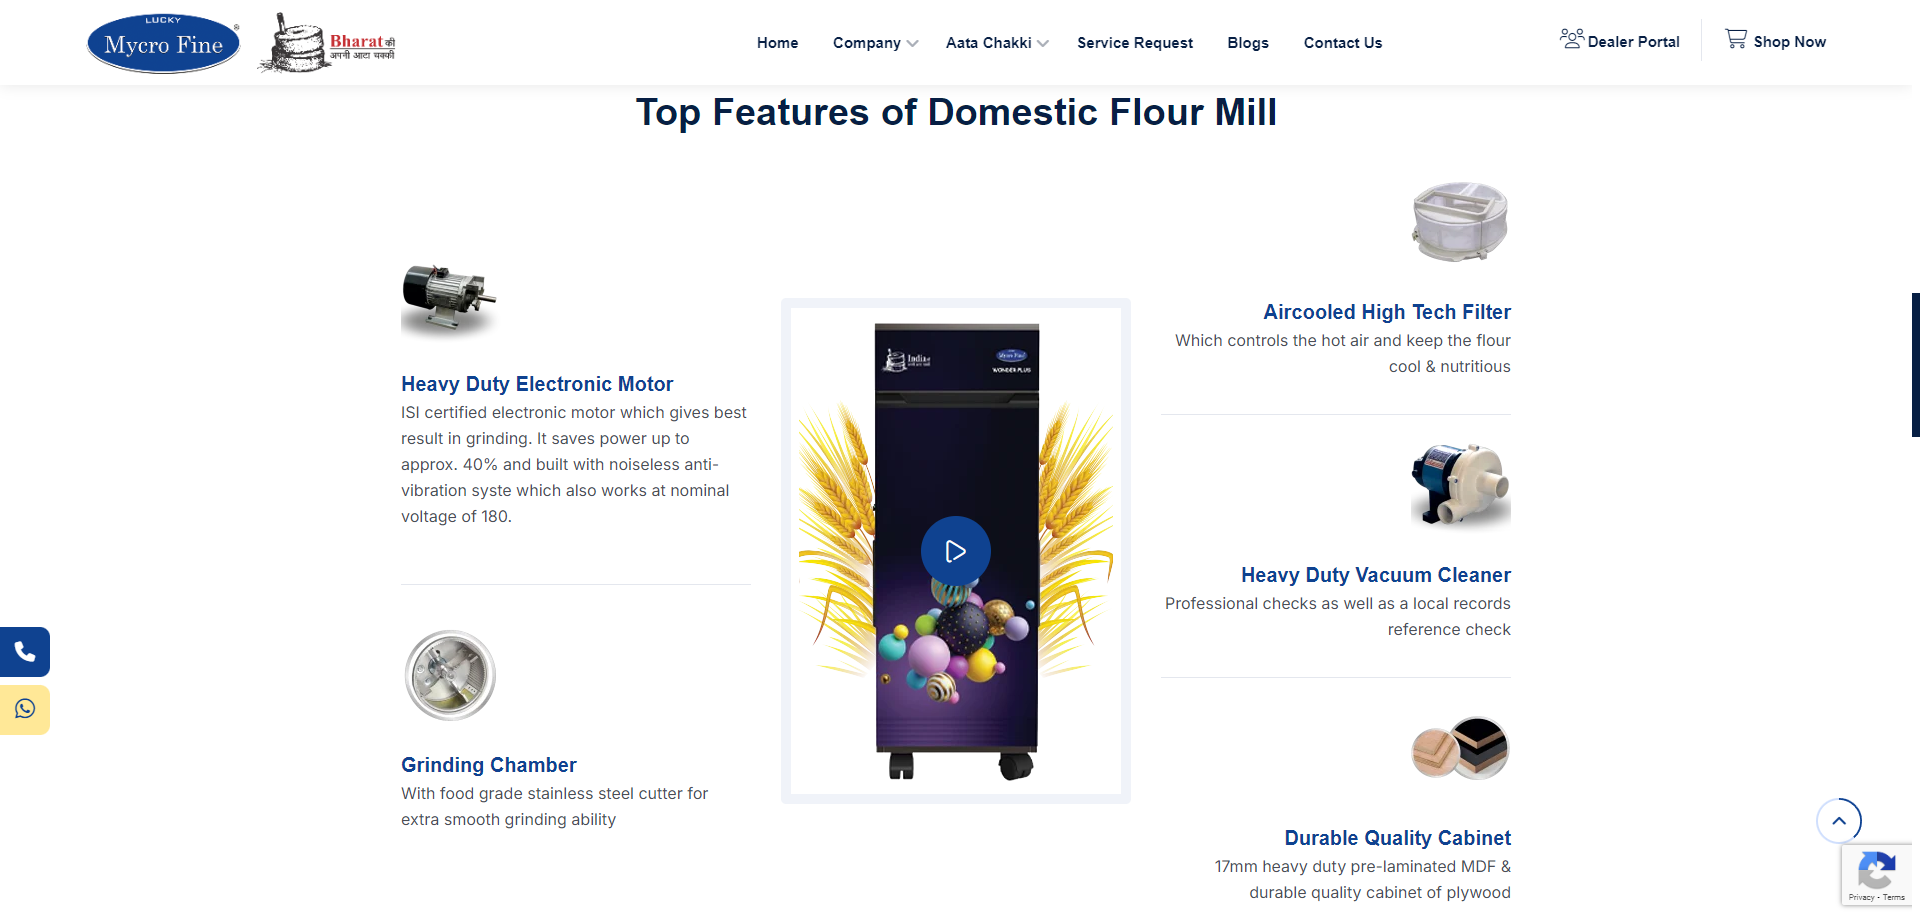 LUCKY
Mycro Fine
®
Bharat की
अपनी आटा चक्की
Home
Company
Aata Chakki
Service Request
Blogs
Contact Us
Dealer Portal
Shop Now
Top Features of Domestic Flour Mill
Heavy Duty Electronic Motor
ISI certified electronic motor which gives best
result in grinding. It saves power up to
approx. 40% and built with noiseless anti-
vibration syste which also works at nominal
voltage of 180.
Grinding Chamber
With food grade stainless steel cutter for
extra smooth grinding ability
India की
Mycro Fine
WONDER PLUS
Aircooled High Tech Filter
Which controls the hot air and keep the flour
cool & nutritious
Heavy Duty Vacuum Cleaner
Professional checks as well as a local records
reference check
Durable Quality Cabinet
17mm heavy duty pre-laminated MDF &
durable quality cabinet of plywood
Privacy - Terms